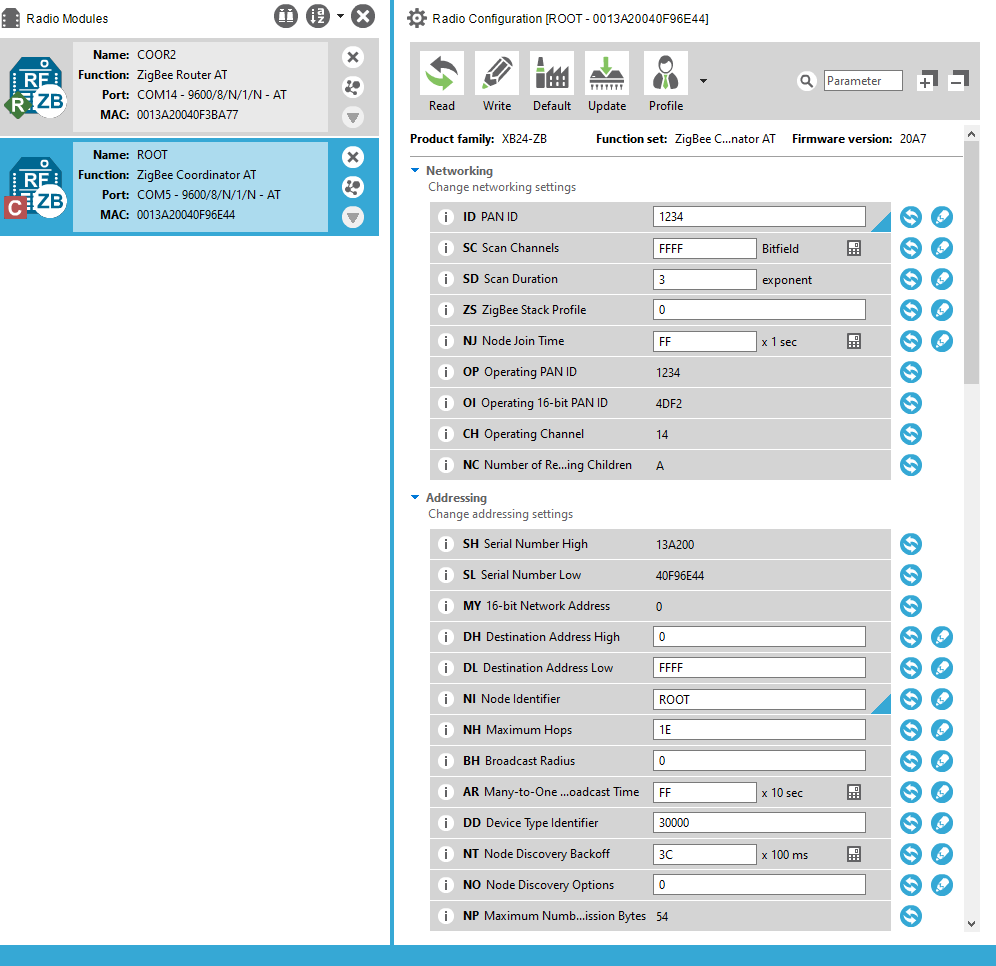 Radio Modules
Name: COOR2
Function: ZigBee Router AT
Port: COM14 - 9600/8/N/1/N - AT
MAC: 0013A20040F3BA77
RF
ZB
R
Name: ROOT
Function: ZigBee Coordinator AT
Port: COM5 - 9600/8/N/1/N - AT
MAC: 0013A20040F96E44
RF
ZB
C
Radio Configuration [ROOT - 0013A20040F96E44]
Read Write Default Update Profile
Parameter
Product family: XB24-ZB Function set: ZigBee C...nator AT Firmware version: 20A7
Networking
Change networking settings
i ID PAN ID 1234
i SC Scan Channels FFFF Bitfield
i SD Scan Duration 3 exponent
i ZS ZigBee Stack Profile 0
i NJ Node Join Time FF x 1 sec
i OP Operating PAN ID 1234
i OI Operating 16-bit PAN ID 4DF2
i CH Operating Channel 14
i NC Number of Re...ing Children A
Addressing
Change addressing settings
i SH Serial Number High 13A200
i SL Serial Number Low 40F96E44
i MY 16-bit Network Address 0
i DH Destination Address High 0
i DL Destination Address Low FFFF
i NI Node Identifier ROOT
i NH Maximum Hops 1E
i BH Broadcast Radius 0
i AR Many-to-One ...oadcast Time FF x 10 sec
i DD Device Type Identifier 30000
i NT Node Discovery Backoff 3C x 100 ms
i NO Node Discovery Options 0
i NP Maximum Numb...ission Bytes 54